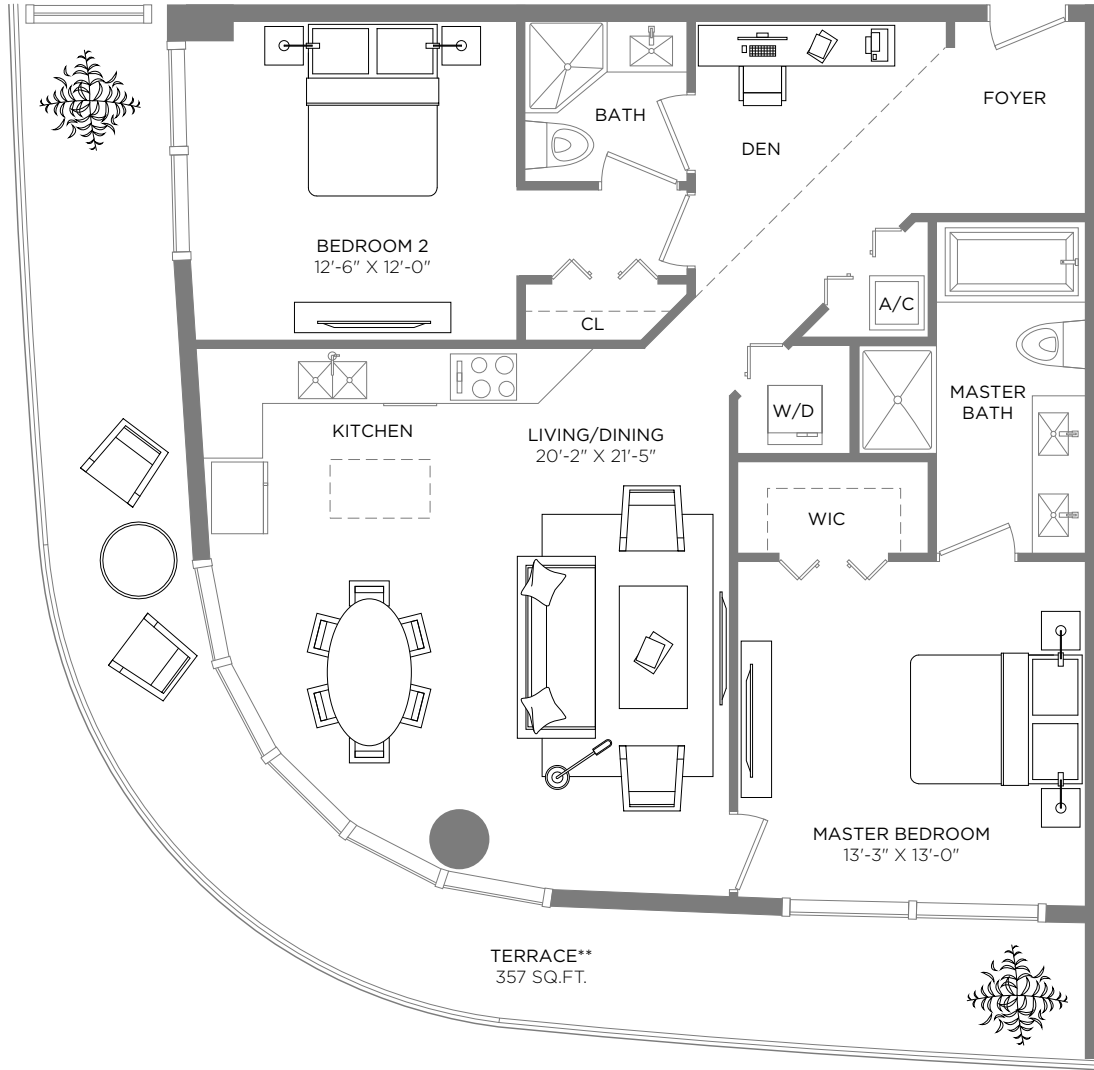 FOYER
BATH
DEN
BEDROOM 2
12'-6" X 12'-0"
A/C
CL
MASTER
BATH
W/D
KITCHEN
LIVING/DINING
20'-2" X 21'-5"
WIC
MASTER BEDROOM
13'-3" X 13'-0"
TERRACE**
357 SQ.FT.